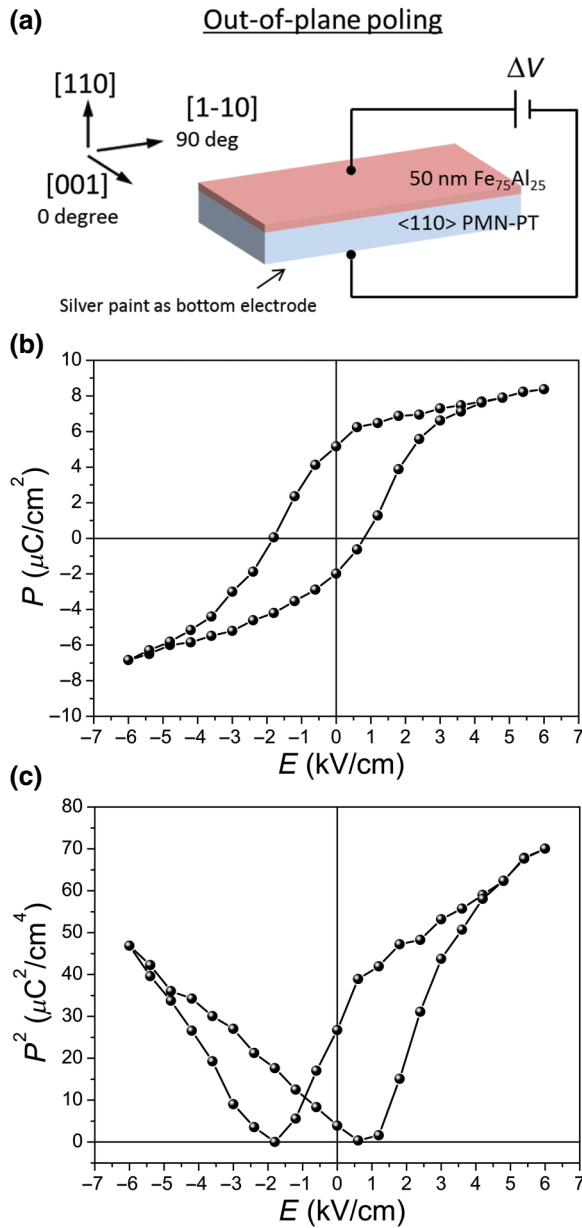 (a)
Out-of-plane poling
[110]
[1-10]
90 deg
[001]
0 degree
ΔV
50 nm Fe₇₅Al₂₅
<110> PMN-PT
Silver paint as bottom electrode
(b)
10
8
6
4
2
0
−2
−4
−6
−8
−10
P (μC/cm²)
−7 −6 −5 −4 −3 −2 −1 0 1 2 3 4 5 6 7
E (kV/cm)
(c)
80
70
60
50
40
30
20
10
0
P² (μC²/cm⁴)
−7 −6 −5 −4 −3 −2 −1 0 1 2 3 4 5 6 7
E (kV/cm)